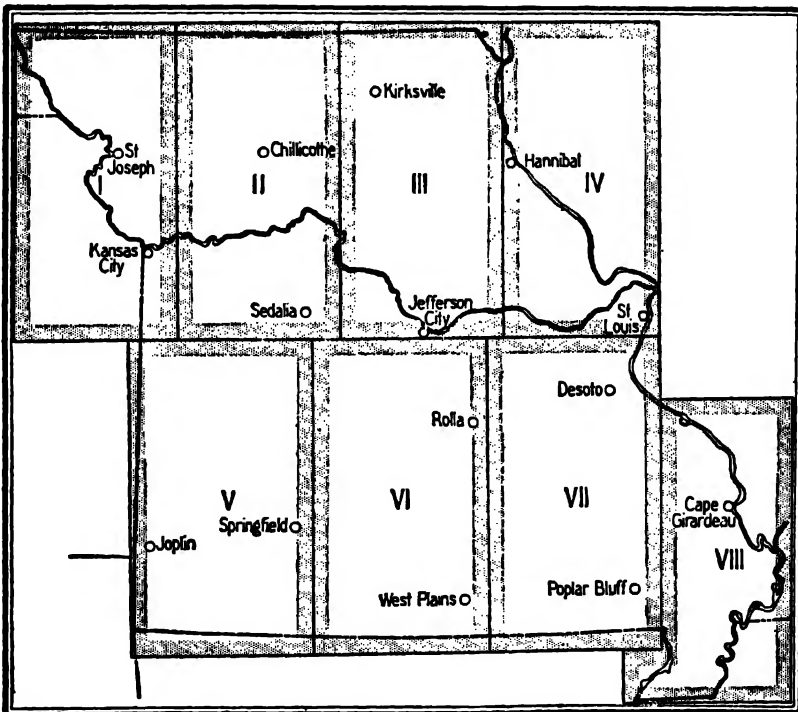 Kirksville
St
Joseph
Chillicothe
Hannibal
I
II
III
IV
Kansas
City
Sedalia
Jefferson
City
St
Louis
Desoto
Rolla
V
VI
VII
Springfield
Cape
Girardeau
Joplin
VIII
West Plains
Poplar Bluff